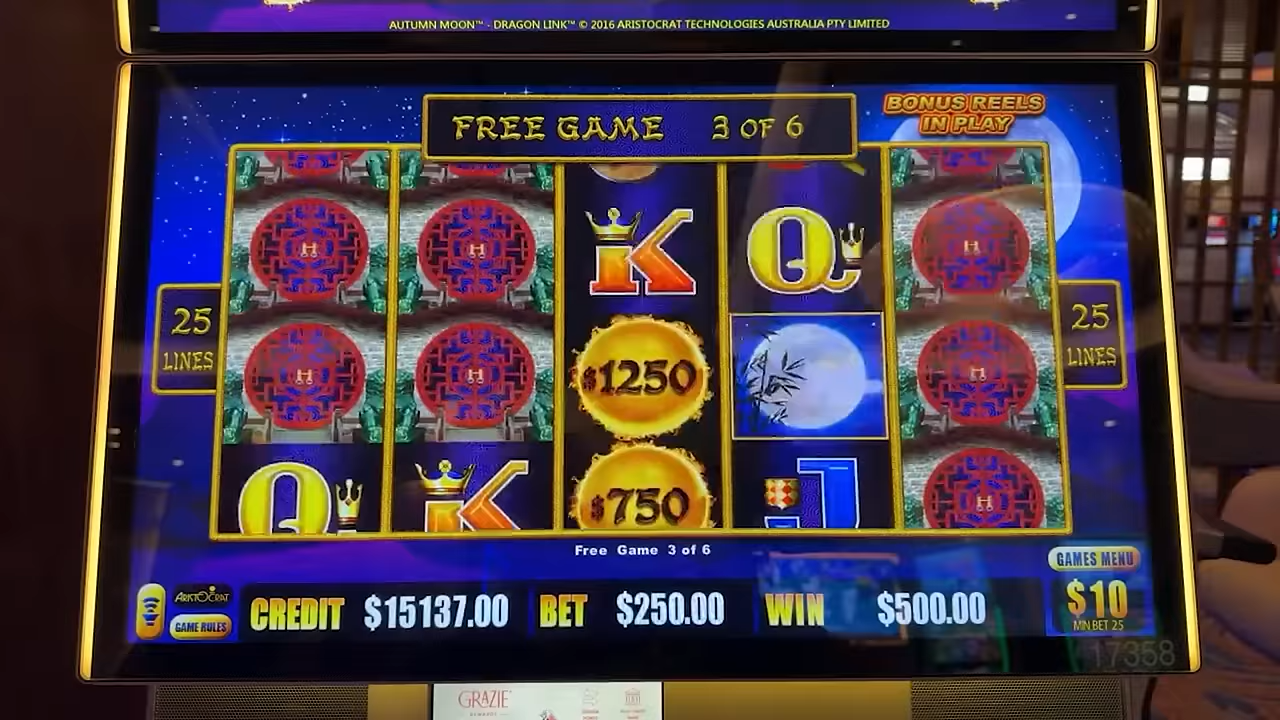 AUTUMN MOON™ - DRAGON LINK™ © 2016 ARISTOCRAT TECHNOLOGIES AUSTRALIA PTY LIMITED
FREE GAME 3 OF 6
BONUS REELS
IN PLAY
25
LINES
25
LINES
K
Q
$1250
Q
K
$750
J
Free Game 3 of 6
GAMES MENU
ARISTOCRAT
GAME RULES
CREDIT $15137.00
BET $250.00
WIN $500.00
$10
MIN BET 25
17358
GRAZIE
REWARDS